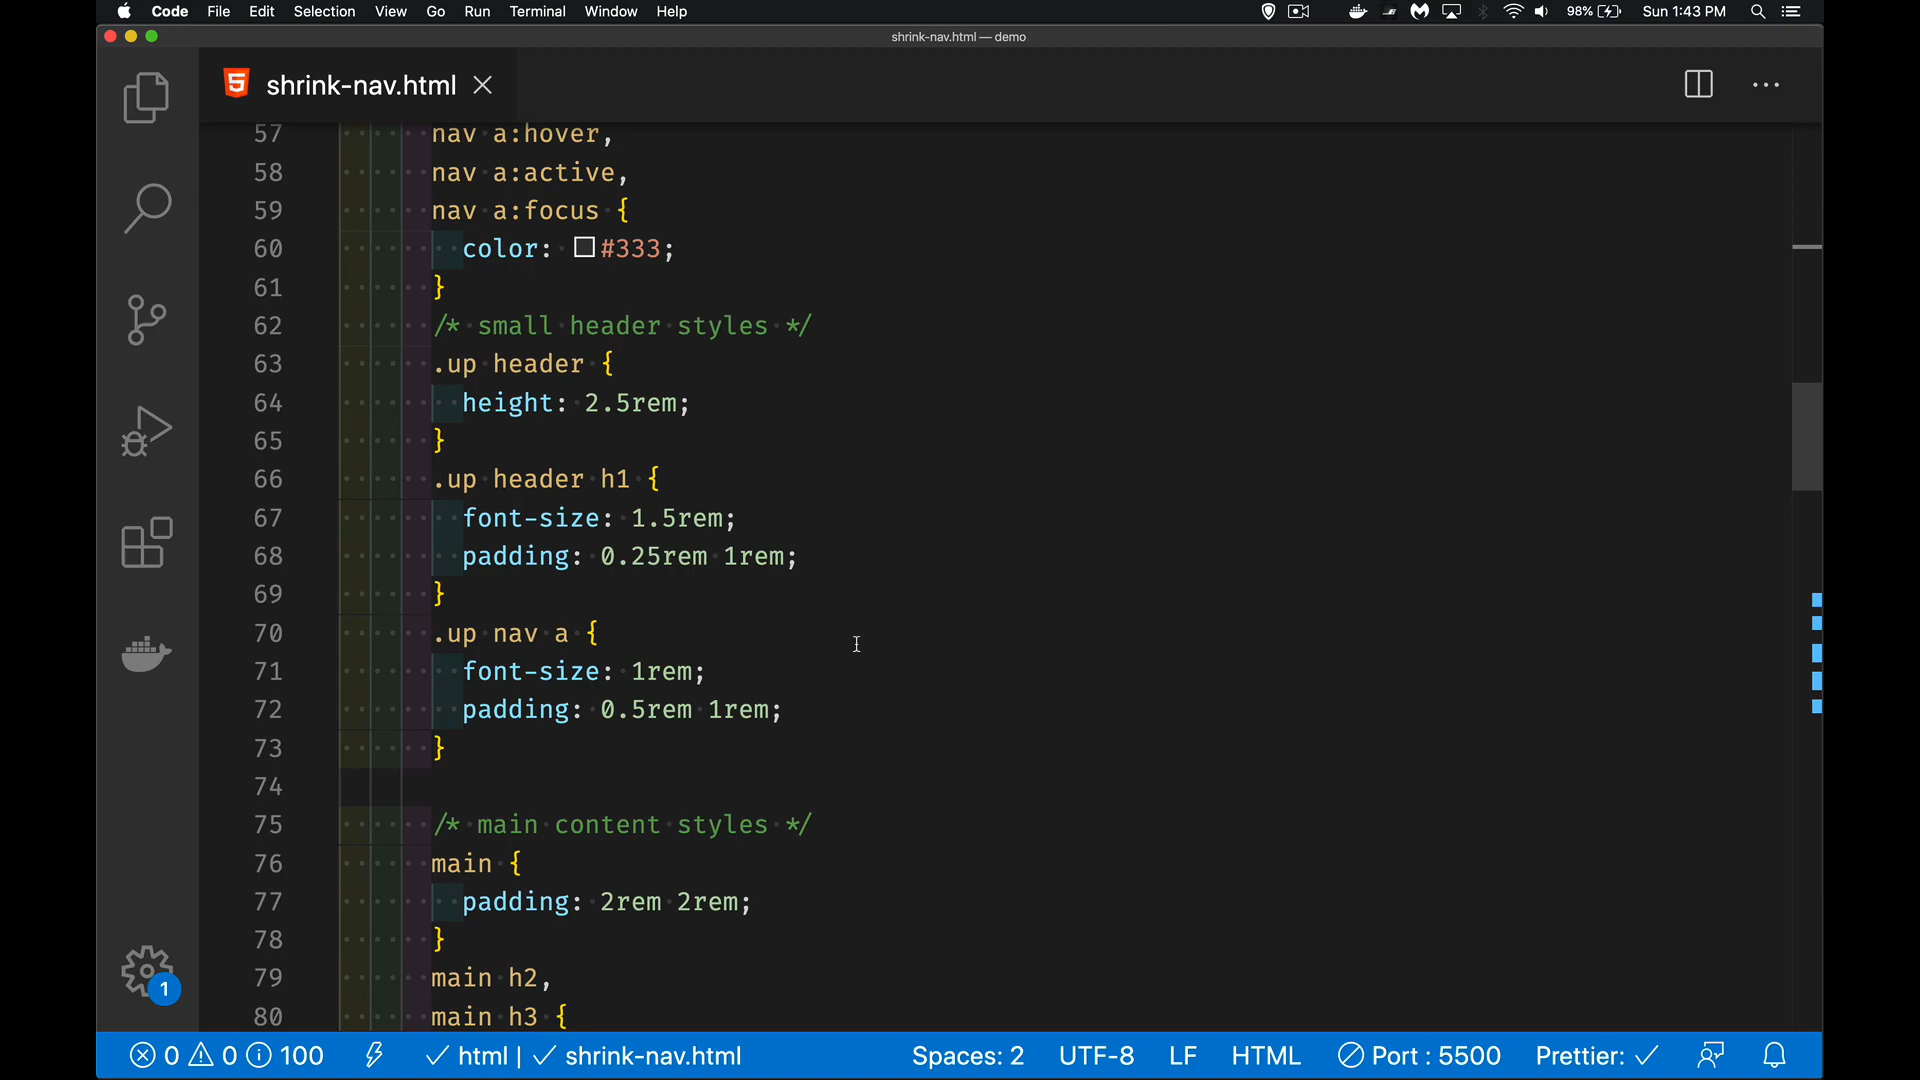 Code File Edit Selection View Go Run Terminal Window Help 98% Sun 1:43 PM
shrink-nav.html — demo
shrink-nav.html
57 nav a:hover,
58 nav a:active,
59 nav a:focus {
60 color: #333;
61 }
62 /* small header styles */
63 .up header {
64 height: 2.5rem;
65 }
66 .up header h1 {
67 font-size: 1.5rem;
68 padding: 0.25rem 1rem;
69 }
70 .up nav a {
71 font-size: 1rem;
72 padding: 0.5rem 1rem;
73 }
74
75 /* main content styles */
76 main {
77 padding: 2rem 2rem;
78 }
79 main h2,
80 main h3 {
1
0 0 100 html | shrink-nav.html Spaces: 2 UTF-8 LF HTML Port : 5500 Prettier: